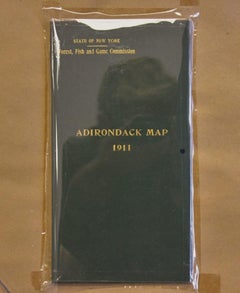 STATE OF NEW YORK
Forest, Fish and Game Commission
ADIRONDACK MAP
1911